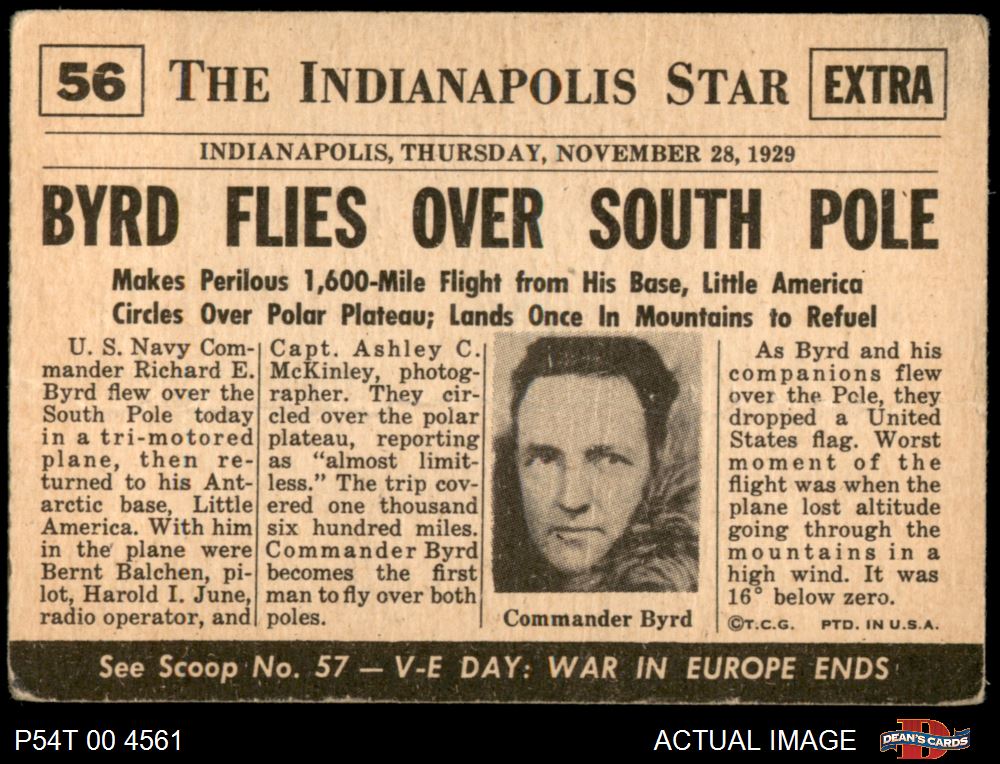 56 THE INDIANAPOLIS STAR EXTRA
INDIANAPOLIS, THURSDAY, NOVEMBER 28, 1929
BYRD FLIES OVER SOUTH POLE
Makes Perilous 1,600-Mile Flight from His Base, Little America
Circles Over Polar Plateau; Lands Once In Mountains to Refuel
U. S. Navy Com-
mander Richard E.
Byrd flew over the
South Pole today
in a tri-motored
plane, then re-
turned to his Ant-
arctic base, Little
America. With him
in the plane were
Bernt Balchen, pi-
lot, Harold I. June,
radio operator, and
Capt. Ashley C.
McKinley, photog-
rapher. They cir-
cled over the polar
plateau, reporting
as “almost limit-
less.” The trip cov-
ered one thousand
six hundred miles.
Commander Byrd
becomes the first
man to fly over both
poles.
Commander Byrd
As Byrd and his
companions flew
over the Pole, they
dropped a United
States flag. Worst
moment of the
flight was when the
plane lost altitude
going through the
mountains in a
high wind. It was
16° below zero.
©T.C.G. PTD. IN U.S.A.
See Scoop No. 57 — V-E DAY: WAR IN EUROPE ENDS
P54T 00 4561
ACTUAL IMAGE
DEAN'S CARDS